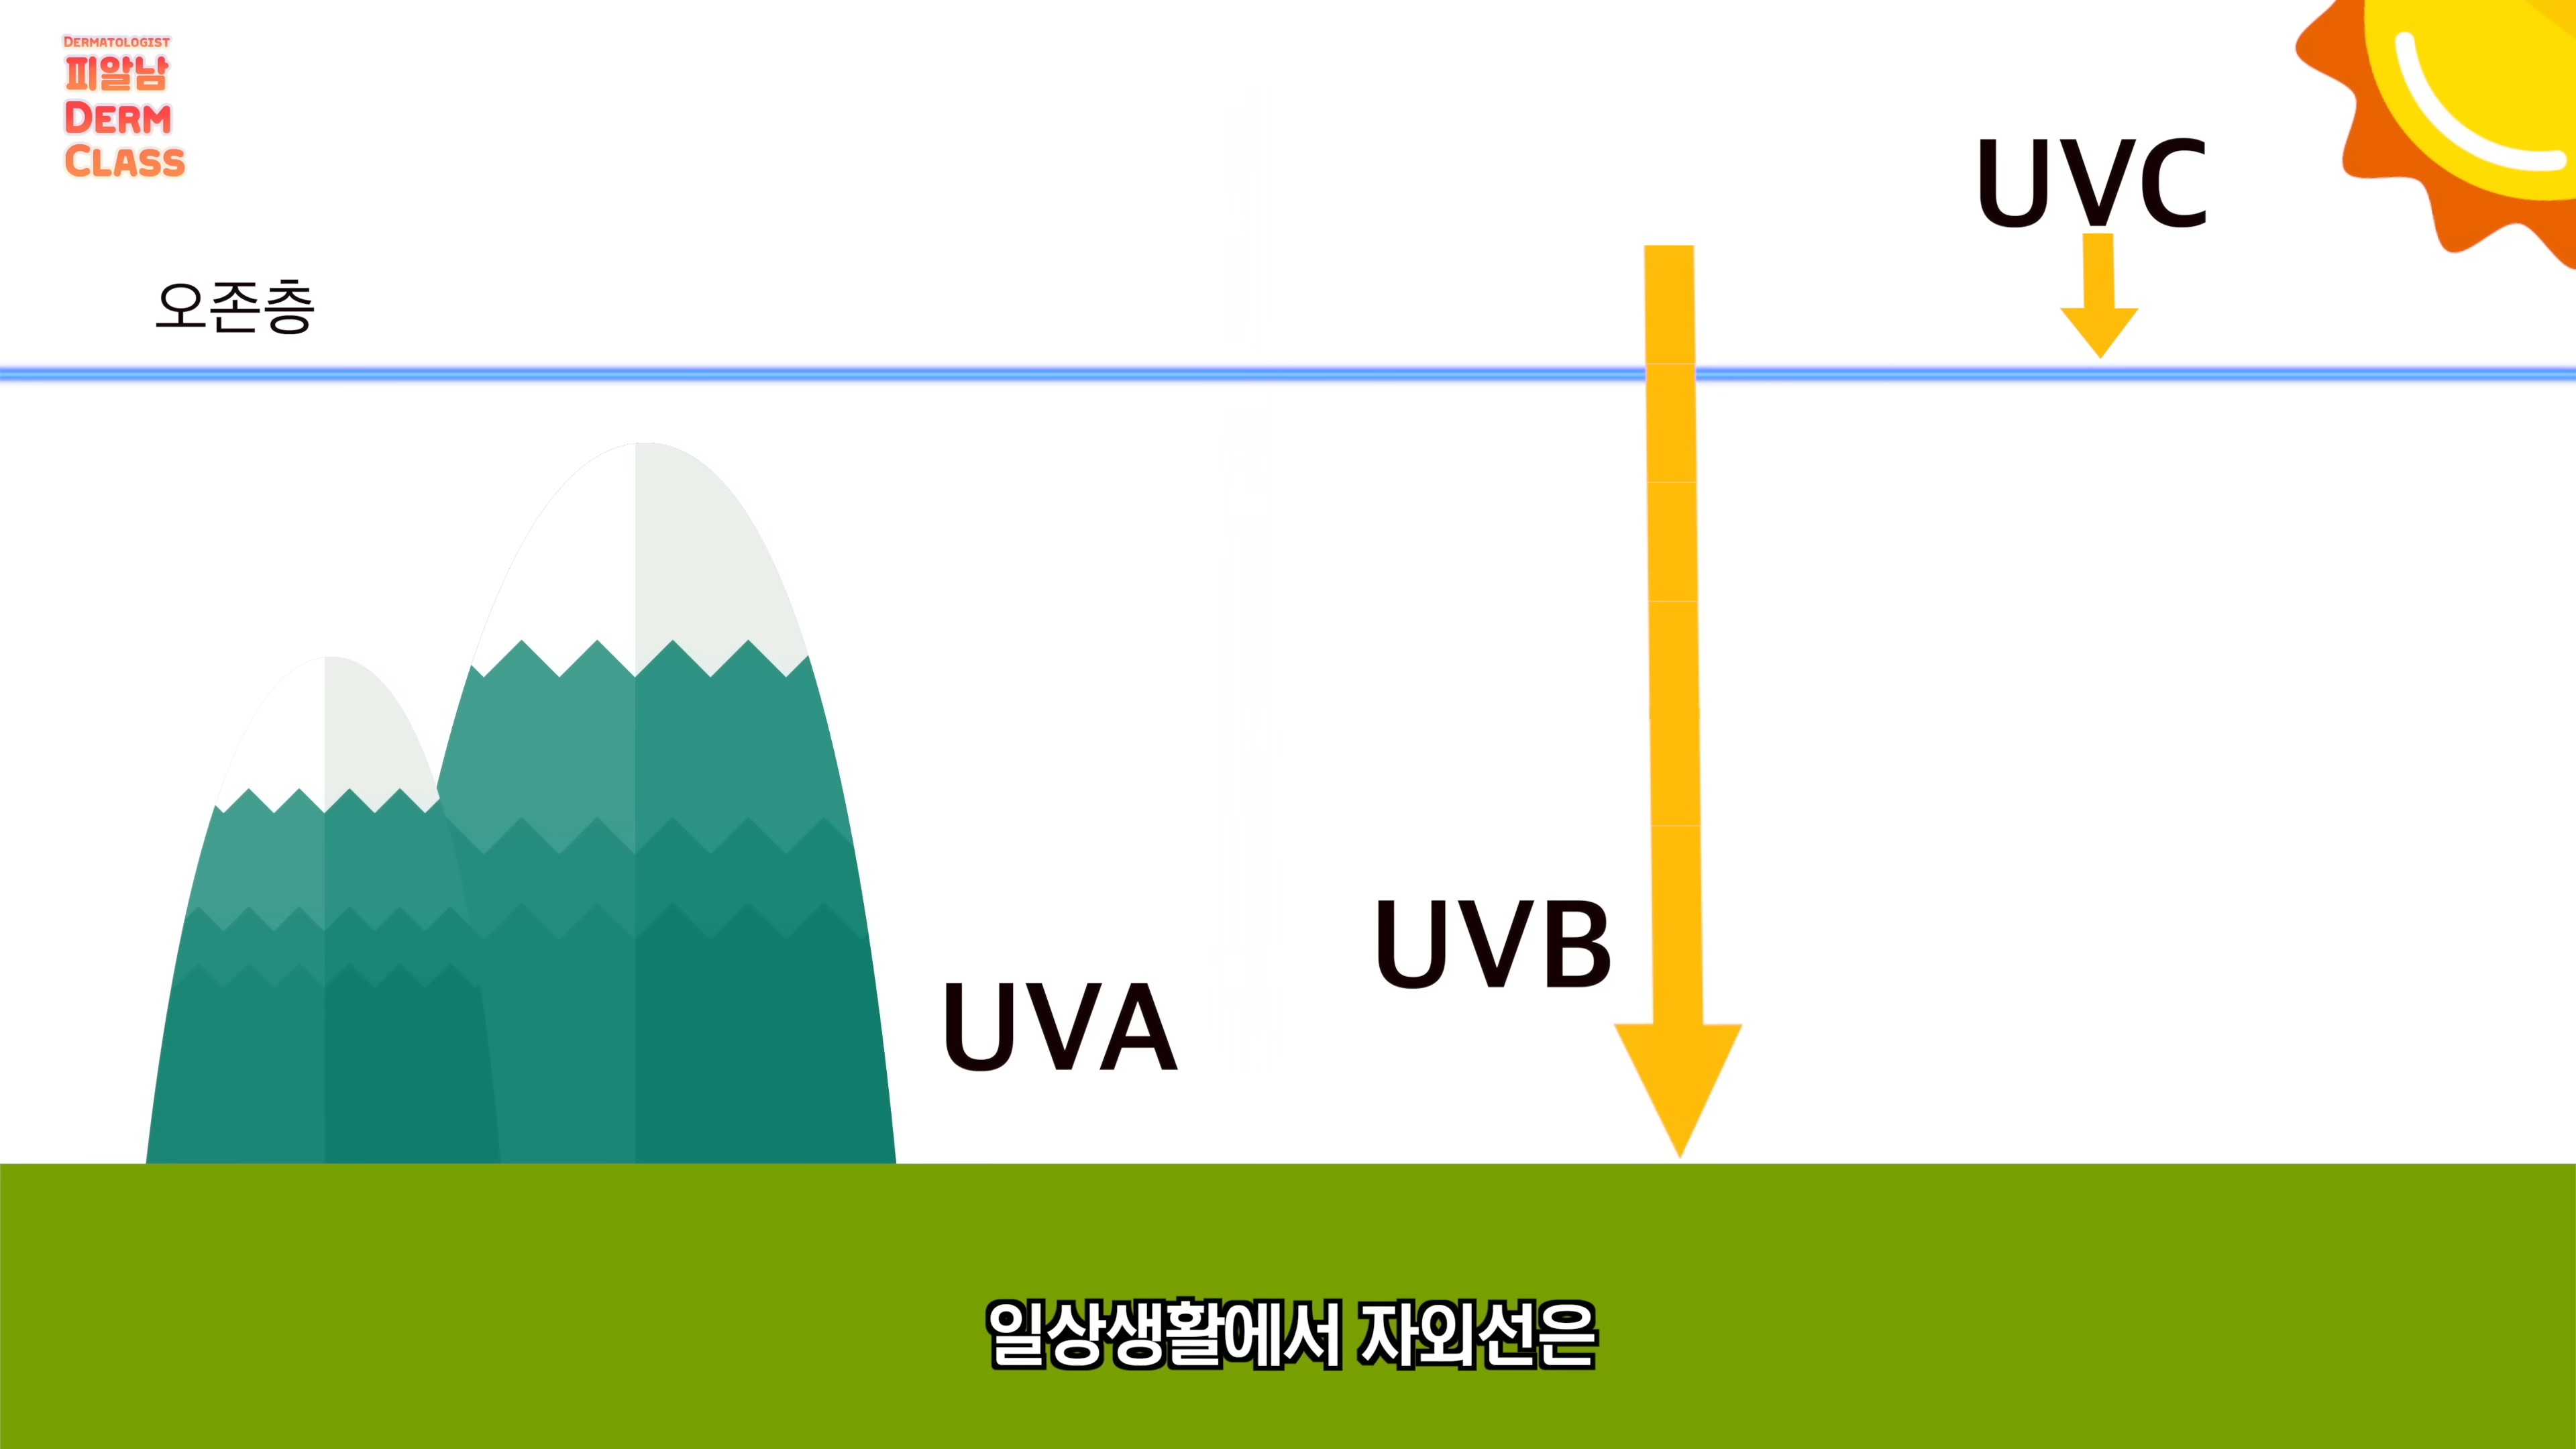 DERMATOLOGIST
피알남
DERM
CLASS
UVC
오존층
UVB
UVA
일상생활에서 자외선은